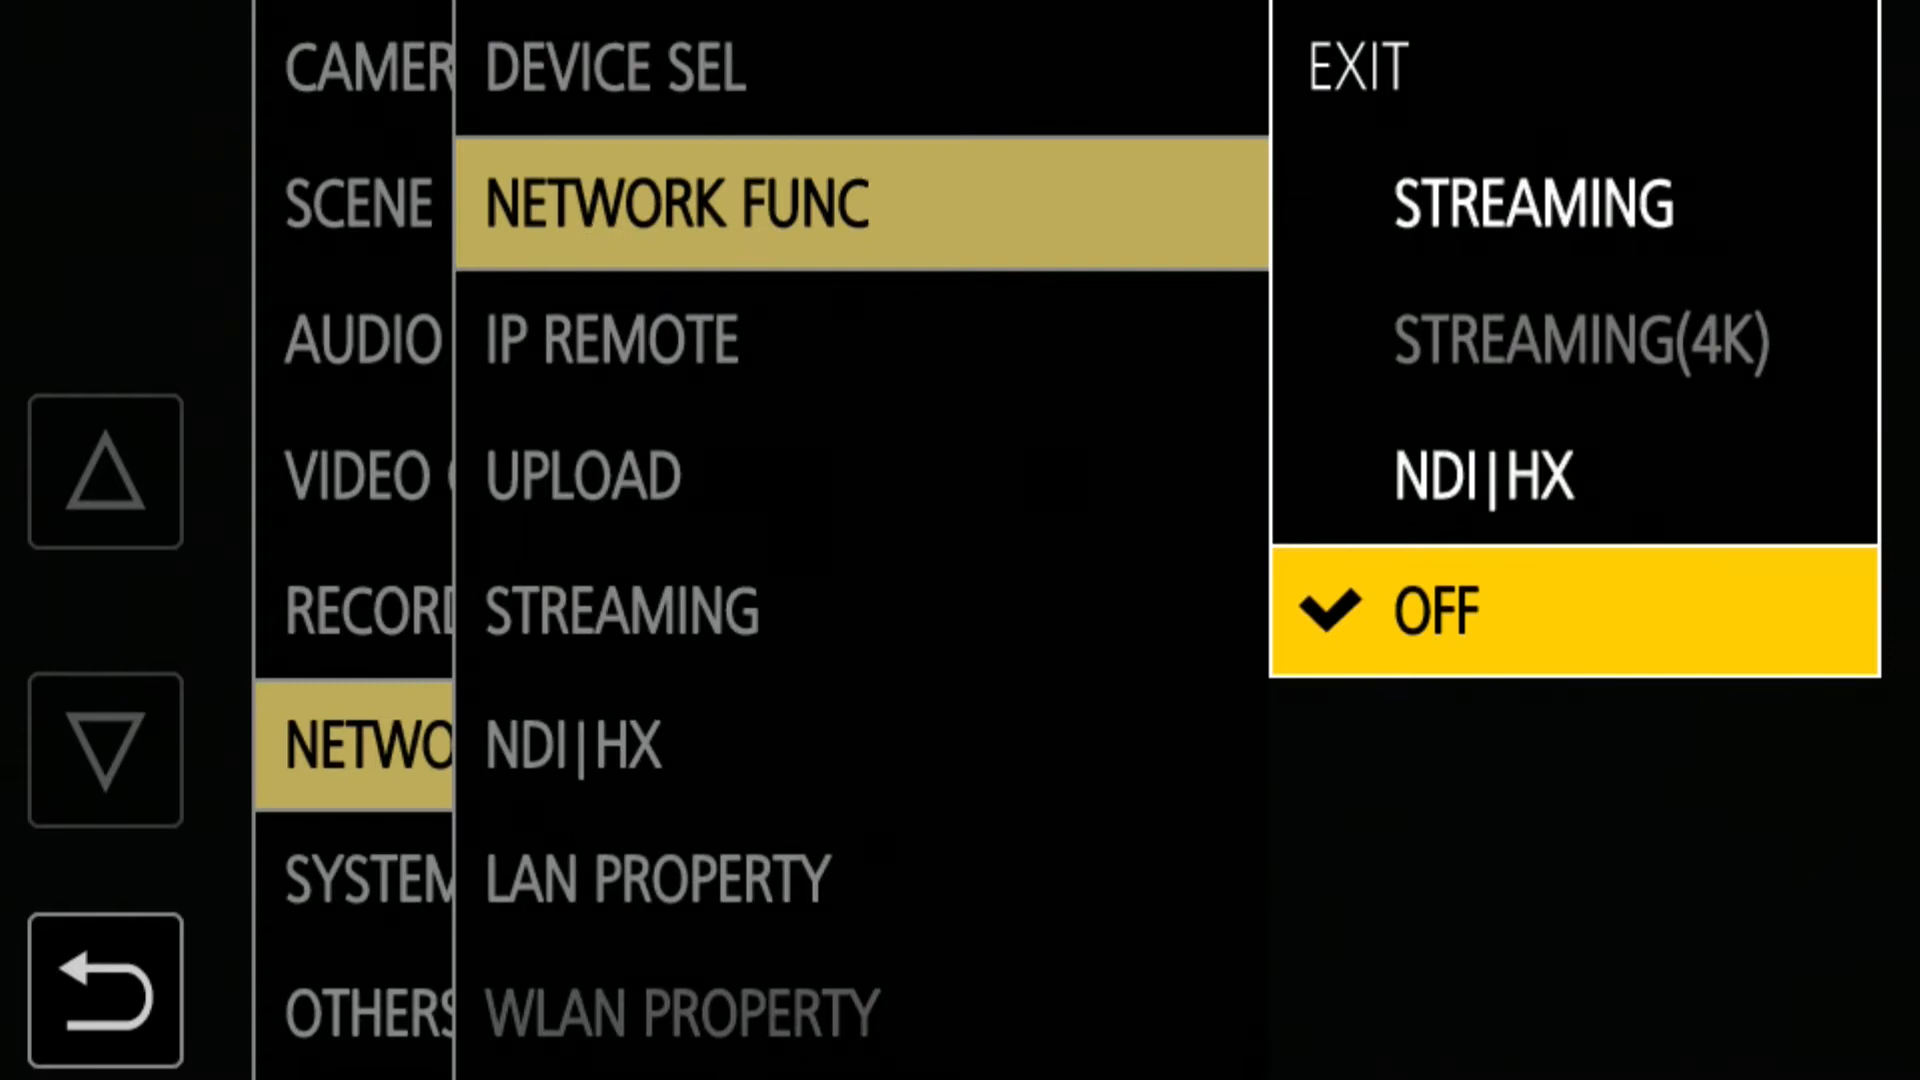 CAMER
SCENE
AUDIO
VIDEO
RECORD
NETWO
SYSTEM
OTHERS
DEVICE SEL
NETWORK FUNC
IP REMOTE
UPLOAD
STREAMING
NDI|HX
LAN PROPERTY
WLAN PROPERTY
EXIT
STREAMING
STREAMING(4K)
NDI|HX
OFF